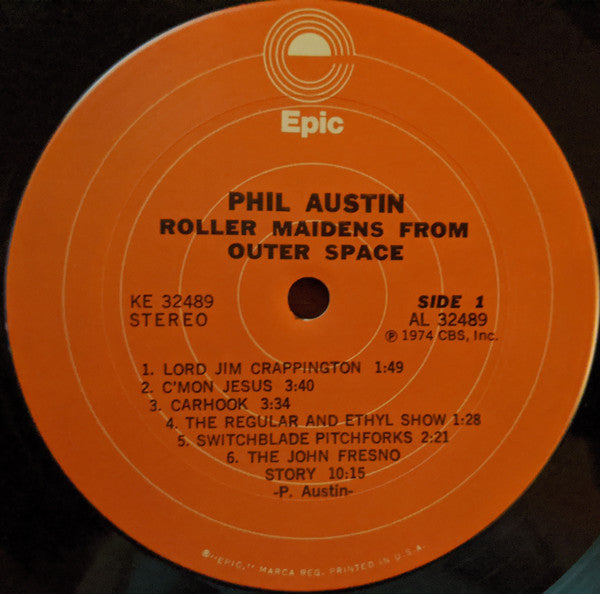 Epic
PHIL AUSTIN
ROLLER MAIDENS FROM
OUTER SPACE
KE 32489
STEREO
SIDE 1
AL 32489
Ⓟ 1974 CBS, Inc.
1. LORD JIM CRAPPINGTON 1:49
2. C'MON JESUS 3:40
3. CARHOOK 3:34
4. THE REGULAR AND ETHYL SHOW 1:28
5. SWITCHBLADE PITCHFORKS 2:21
6. THE JOHN FRESNO
STORY 10:15
-P. Austin-
®"EPIC," MARCA REG. PRINTED IN U.S.A.